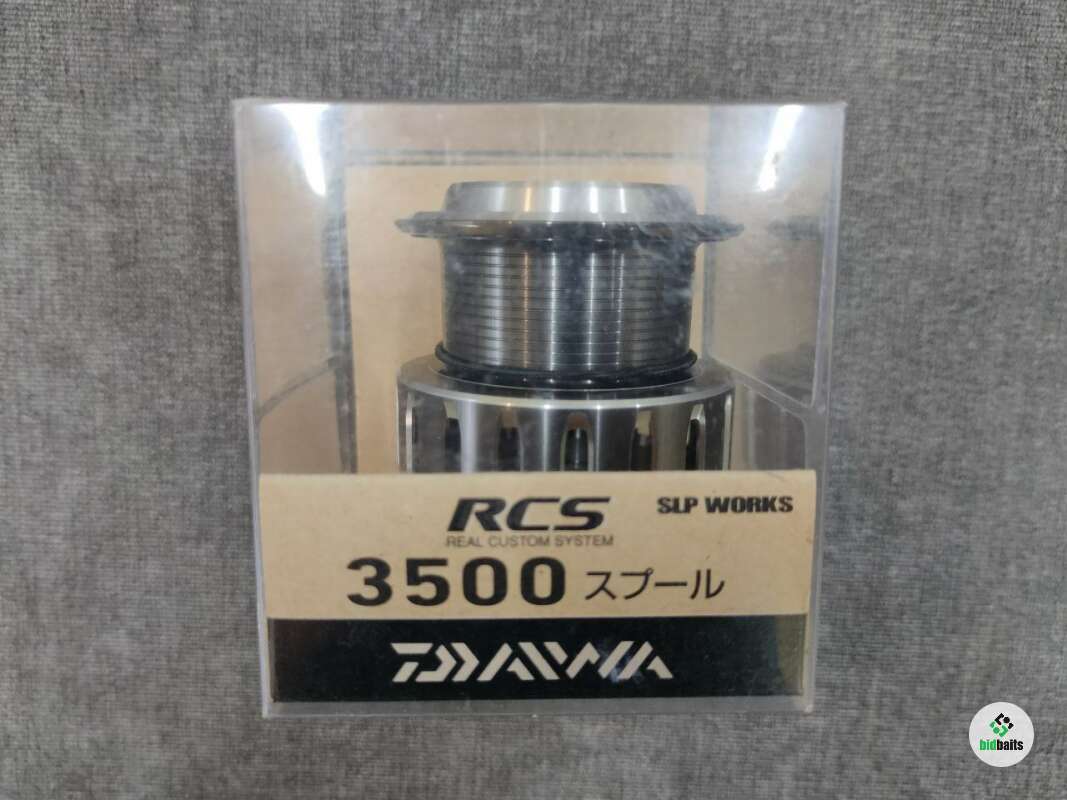 RCS
SLP WORKS
REAL CUSTOM SYSTEM
3500 スプール
DAIWA
bidbaits